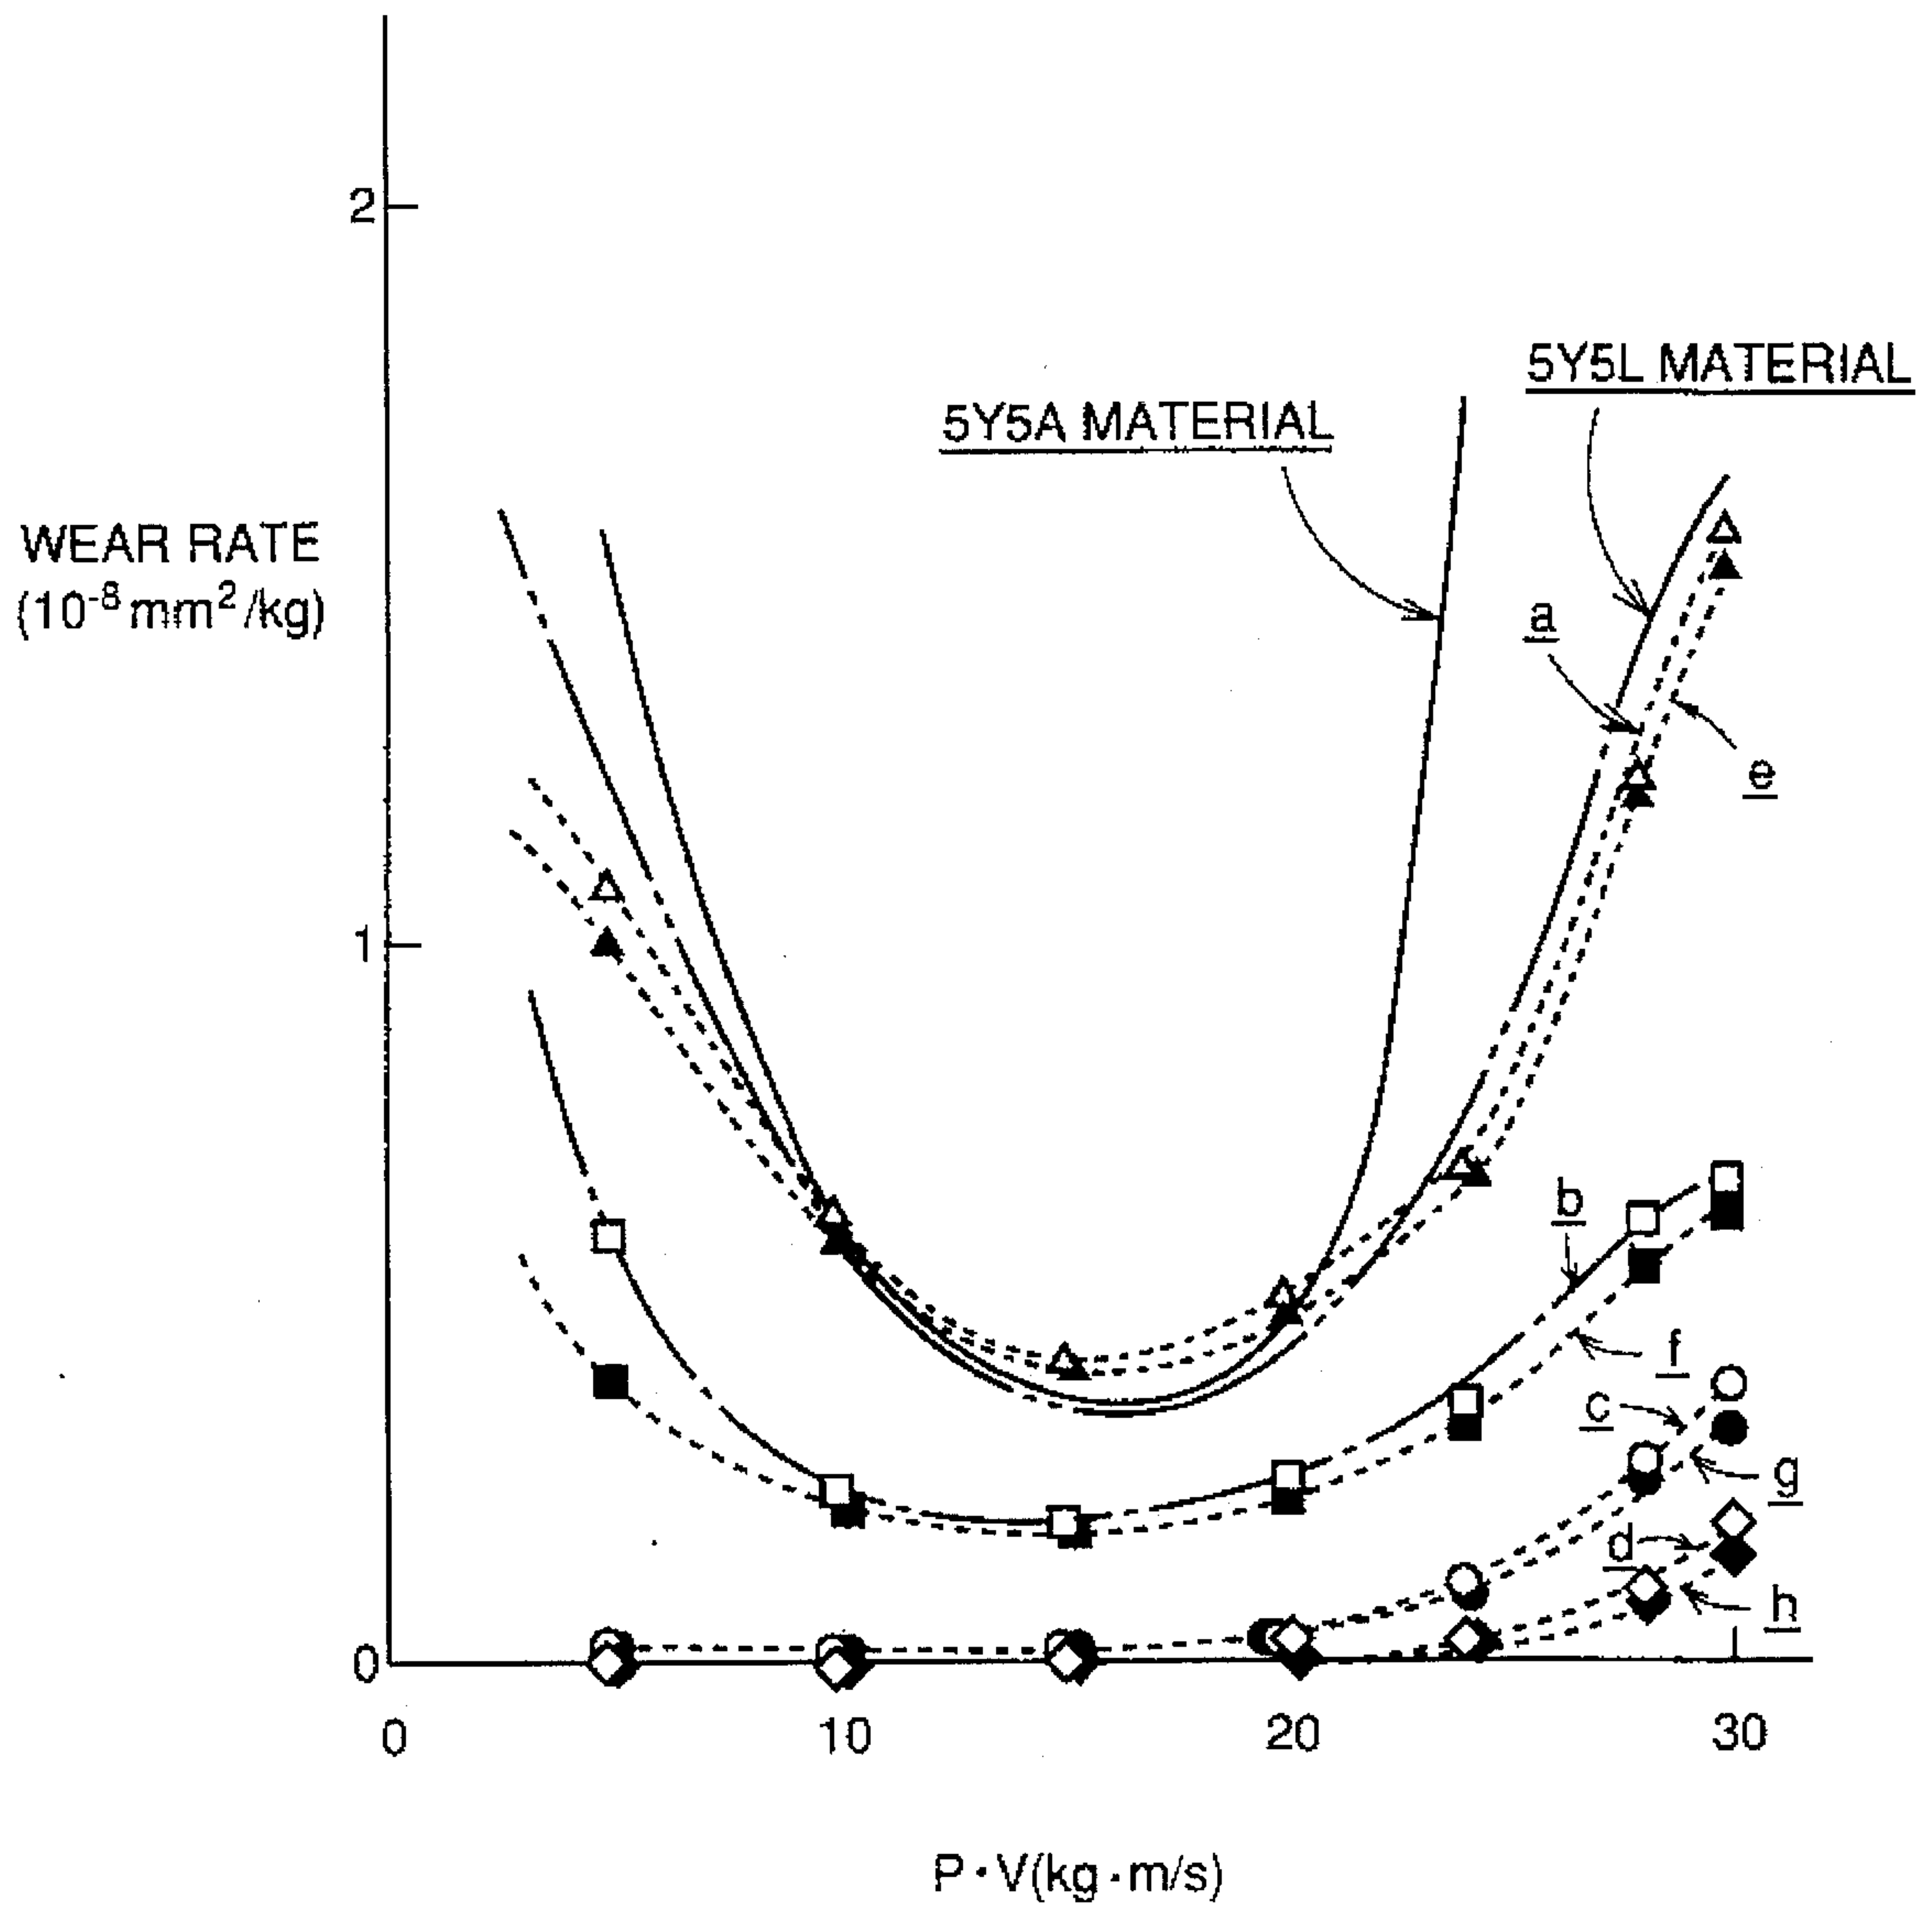 2
5Y5L MATERIAL
5Y5A MATERIAL
WEAR RATE
(10⁻⁸ mm²/kg)
a
e
1
b
f
c
g
d
h
0
0 10 20 30
P·V(kg·m/s)